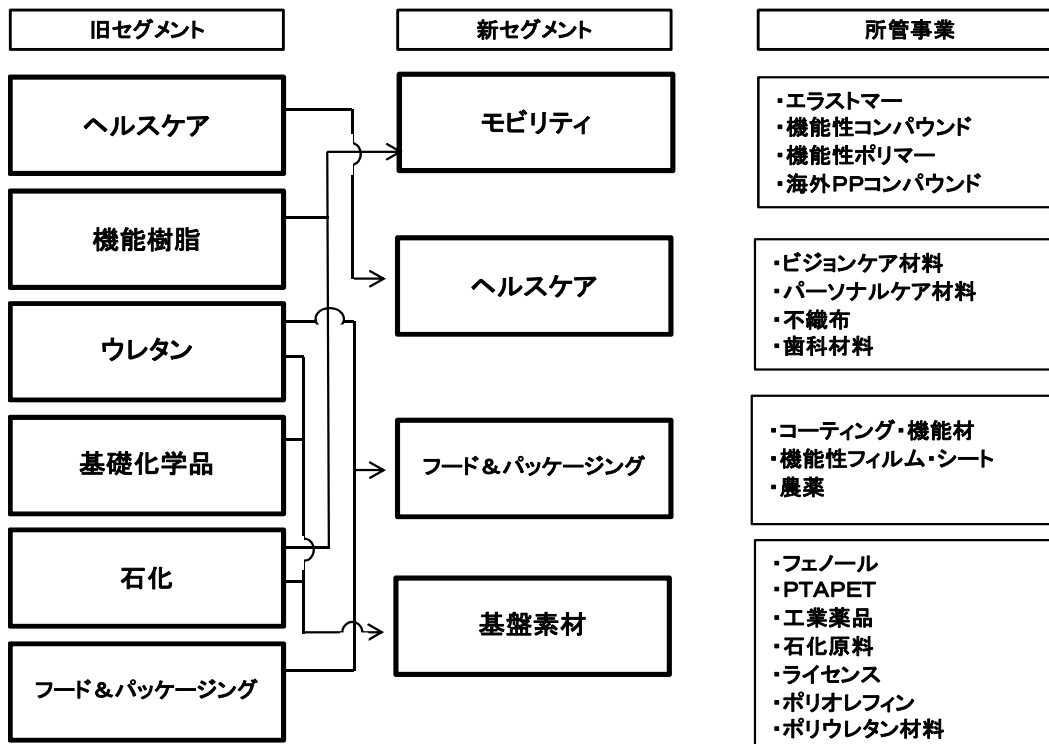 旧セグメント
新セグメント
所管事業
ヘルスケア
機能樹脂
ウレタン
基礎化学品
石化
フード＆パッケージング
モビリティ
ヘルスケア
フード＆パッケージング
基盤素材
・エラストマー
・機能性コンパウンド
・機能性ポリマー
・海外ＰＰコンパウンド
・ビジョンケア材料
・パーソナルケア材料
・不織布
・歯科材料
・コーティング・機能材
・機能性フィルム・シート
・農薬
・フェノール
・ＰＴＡＰＥＴ
・工業薬品
・石化原料
・ライセンス
・ポリオレフィン
・ポリウレタン材料